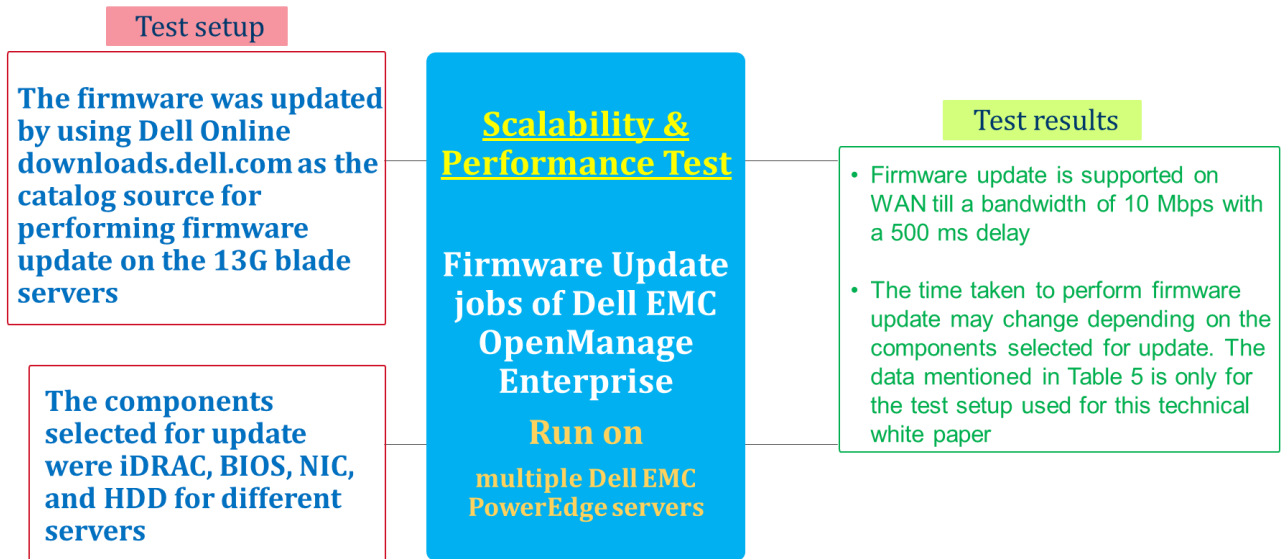 Test setup
The firmware was updated
by using Dell Online
downloads.dell.com as the
catalog source for
performing firmware
update on the 13G blade
servers
The components
selected for update
were iDRAC, BIOS, NIC,
and HDD for different
servers
Scalability &
Performance Test
Firmware Update
jobs of Dell EMC
OpenManage
Enterprise
Run on
multiple Dell EMC
PowerEdge servers
Test results
• Firmware update is supported on
WAN till a bandwidth of 10 Mbps with
a 500 ms delay
• The time taken to perform firmware
update may change depending on the
components selected for update. The
data mentioned in Table 5 is only for
the test setup used for this technical
white paper